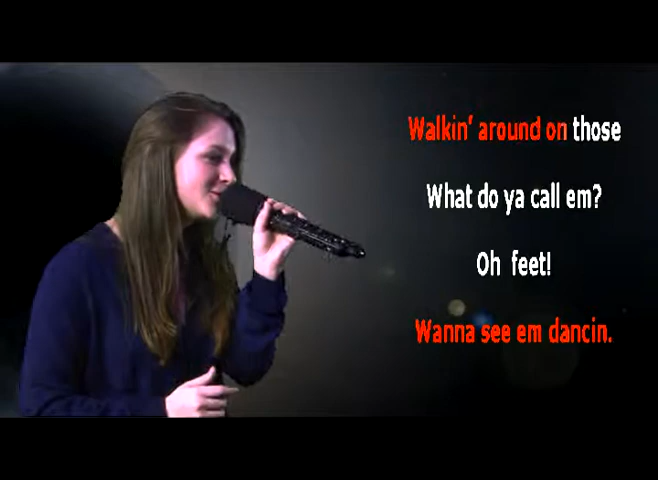 Walkin' around on those
What do ya call em?
Oh feet!
Wanna see em dancin.